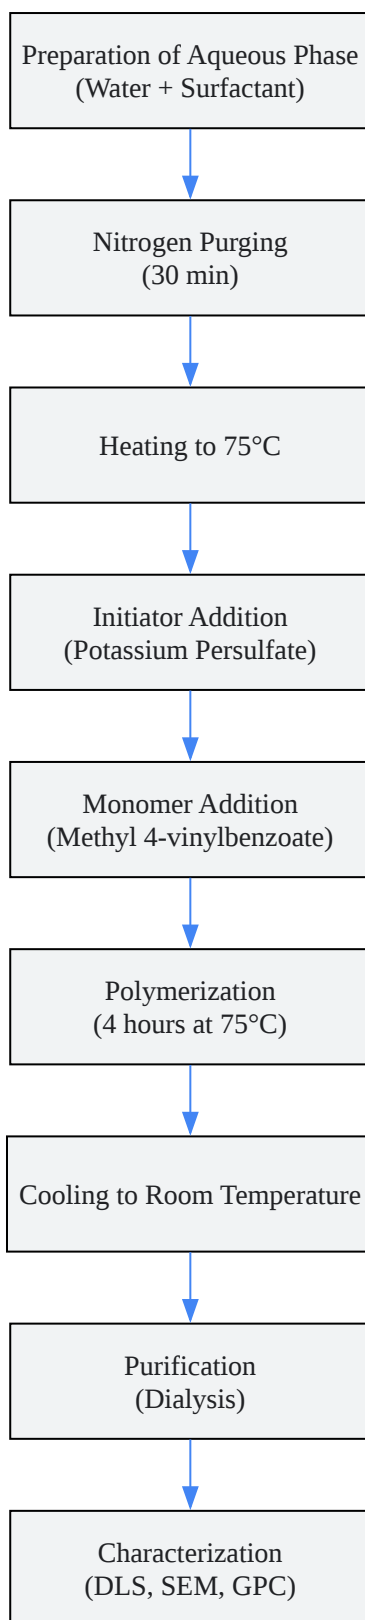 Preparation of Aqueous Phase
(Water + Surfactant)
Nitrogen Purging
(30 min)
Heating to 75°C
Initiator Addition
(Potassium Persulfate)
Monomer Addition
(Methyl 4-vinylbenzoate)
Polymerization
(4 hours at 75°C)
Cooling to Room Temperature
Purification
(Dialysis)
Characterization
(DLS, SEM, GPC)